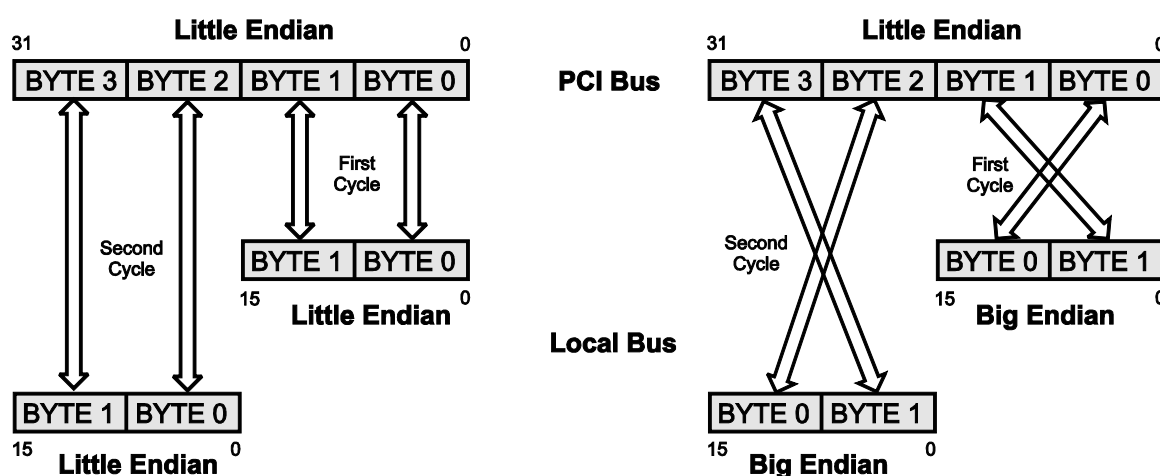 Little Endian
31 0
BYTE 3 BYTE 2 BYTE 1 BYTE 0
First
Cycle
Second
Cycle
BYTE 1 BYTE 0
15 0
Little Endian
BYTE 1 BYTE 0
15 0
Little Endian
PCI Bus
Local Bus
Little Endian
31 0
BYTE 3 BYTE 2 BYTE 1 BYTE 0
First
Cycle
Second
Cycle
BYTE 0 BYTE 1
15 0
Big Endian
BYTE 0 BYTE 1
15 0
Big Endian